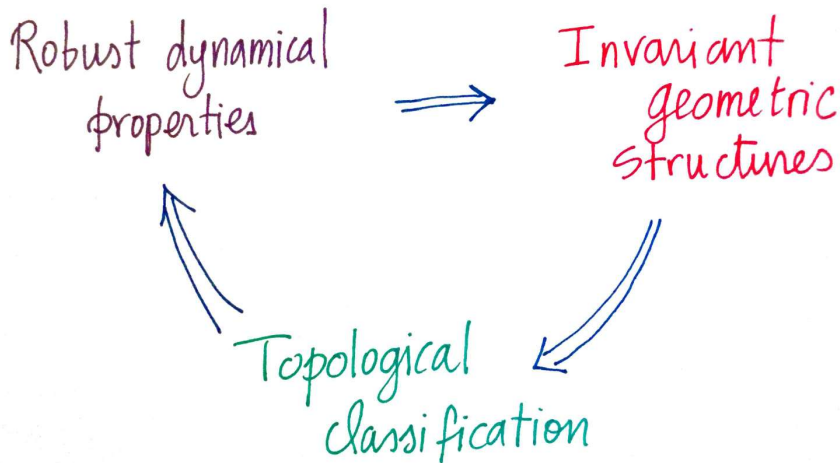 Robust dynamical
properties
Invariant
geometric
structures
Topological
classification